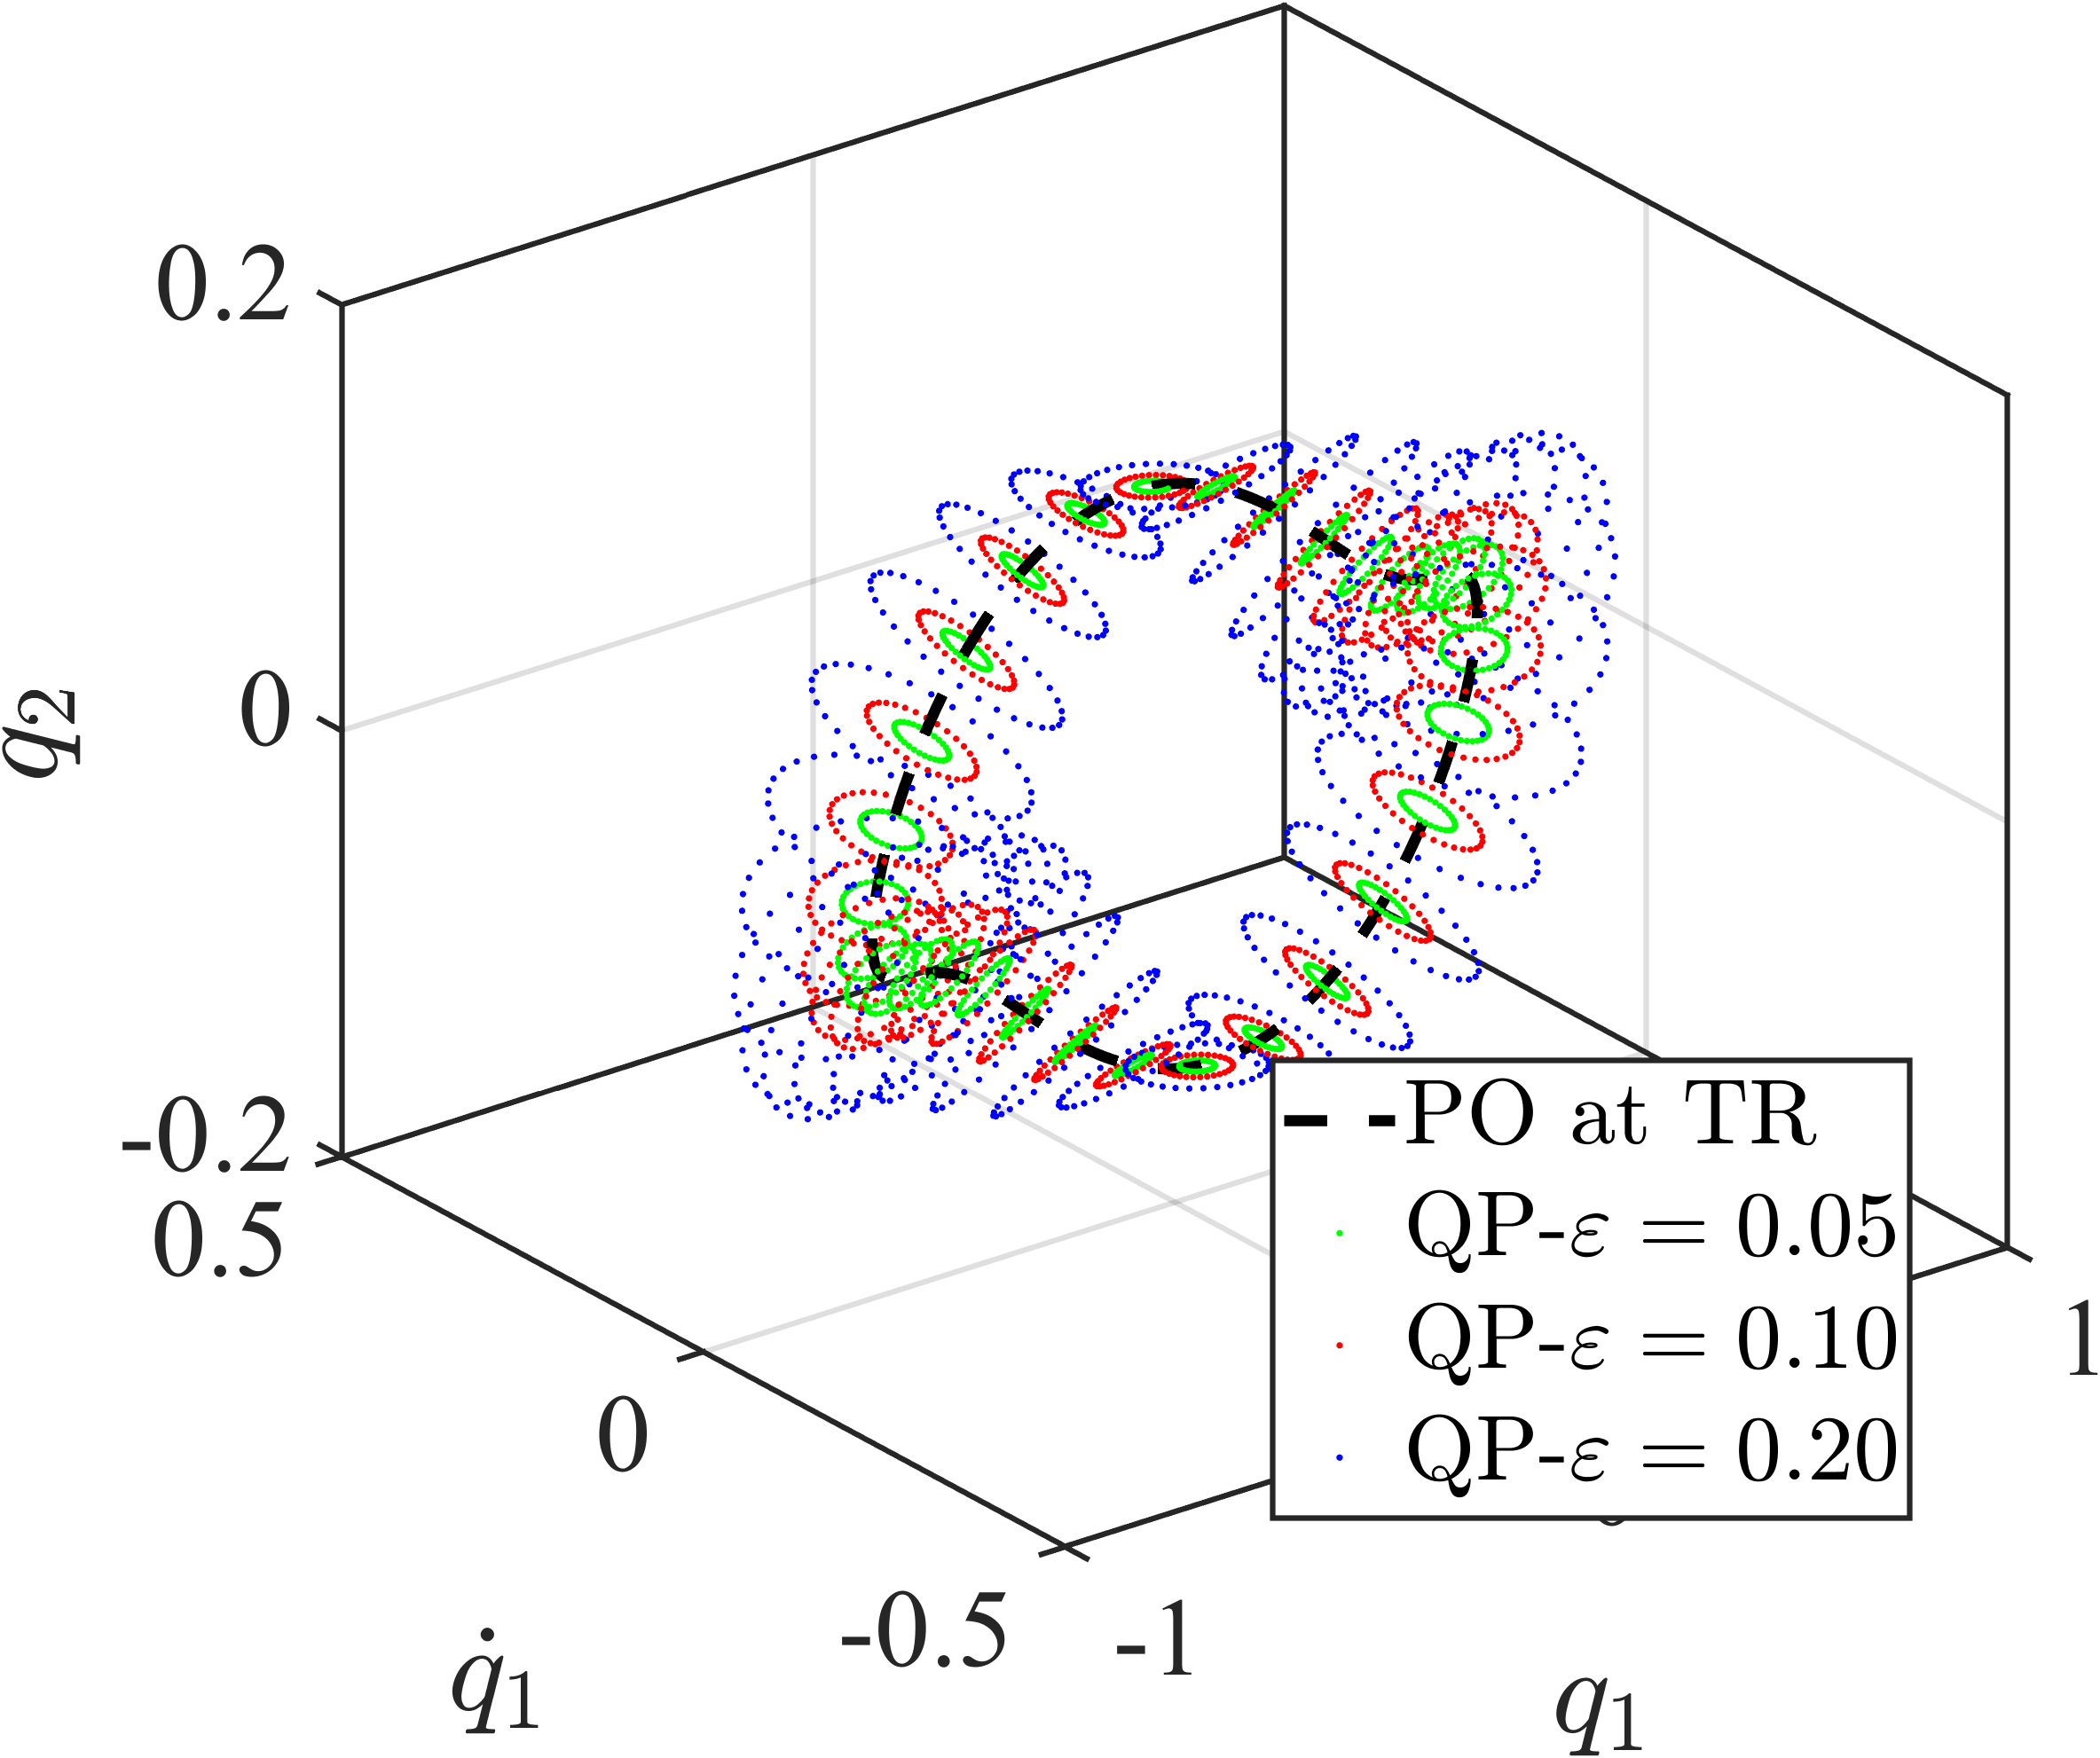 0.2
0
-0.2
q2
0.5
0
-0.5
q̇1
-1
1
q1
PO at TR
QP-ε = 0.05
QP-ε = 0.10
QP-ε = 0.20